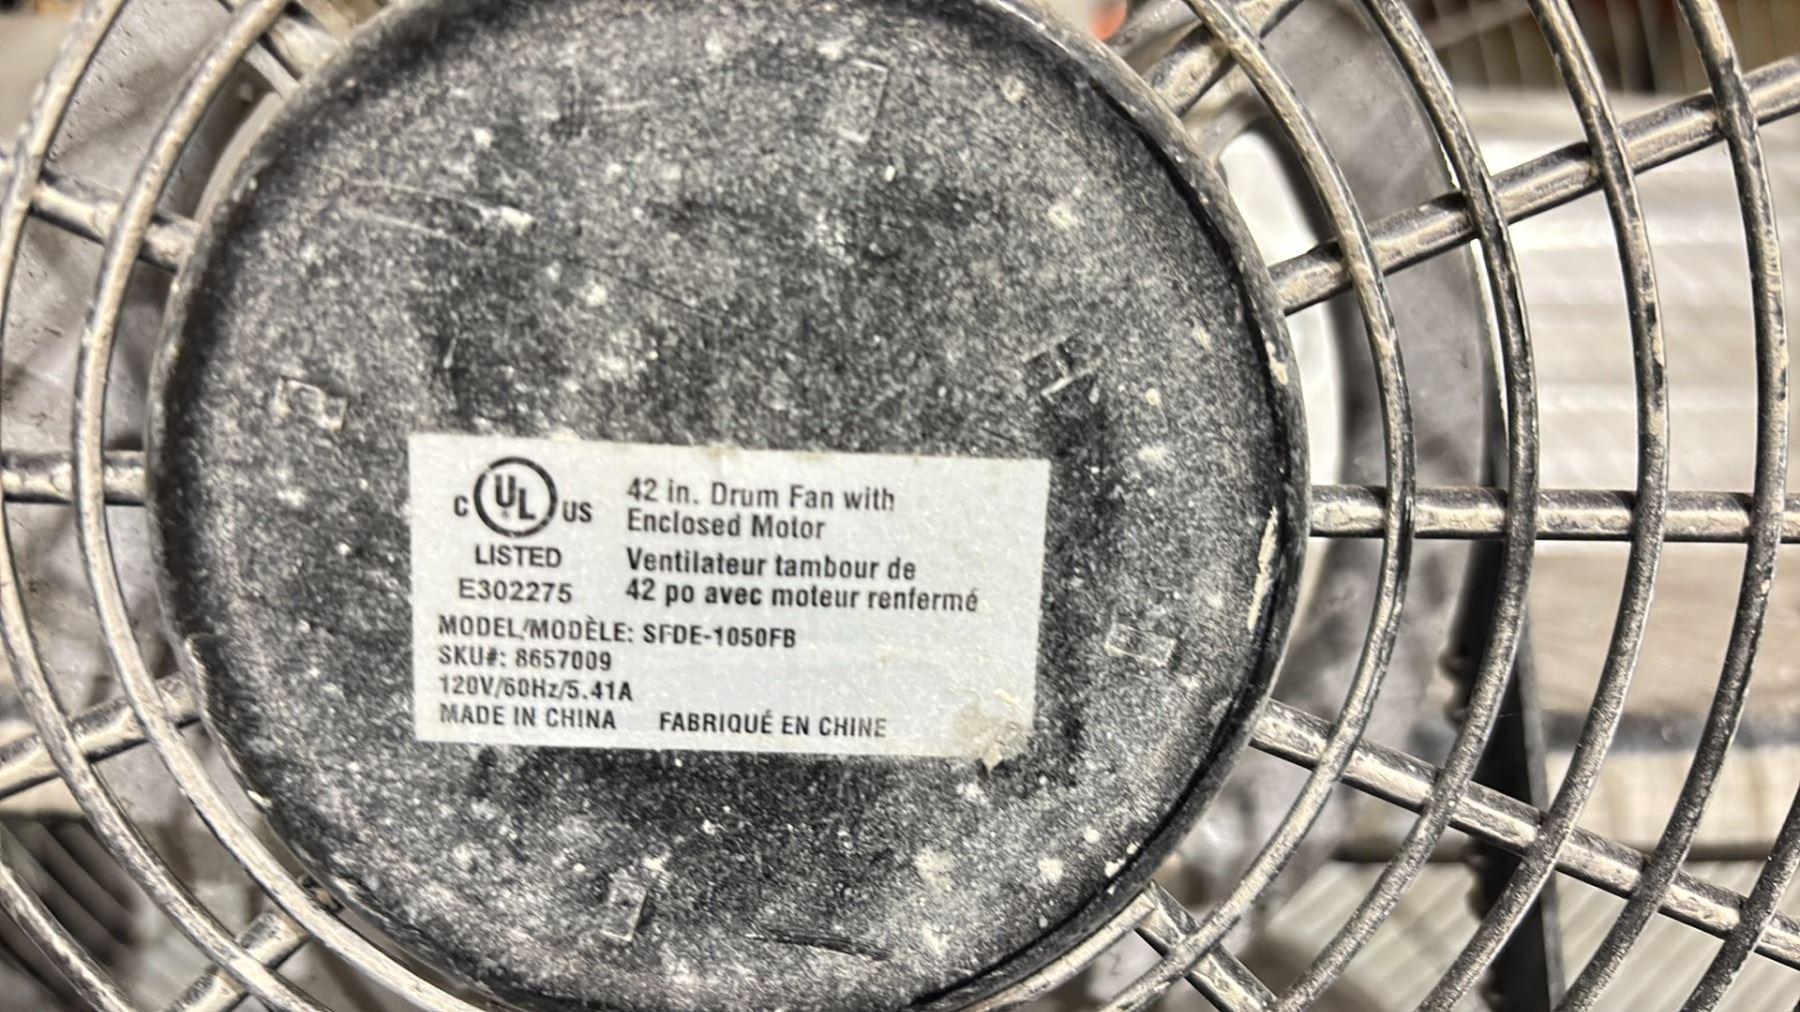 C UL US
LISTED
E302275
42 in. Drum Fan with
Enclosed Motor
Ventilateur tambour de
42 po avec moteur renfermé
MODEL/MODÈLE: SFDE-1050FB
SKU#: 8657009
120V/60Hz/5.41A
MADE IN CHINA FABRIQUÉ EN CHINE